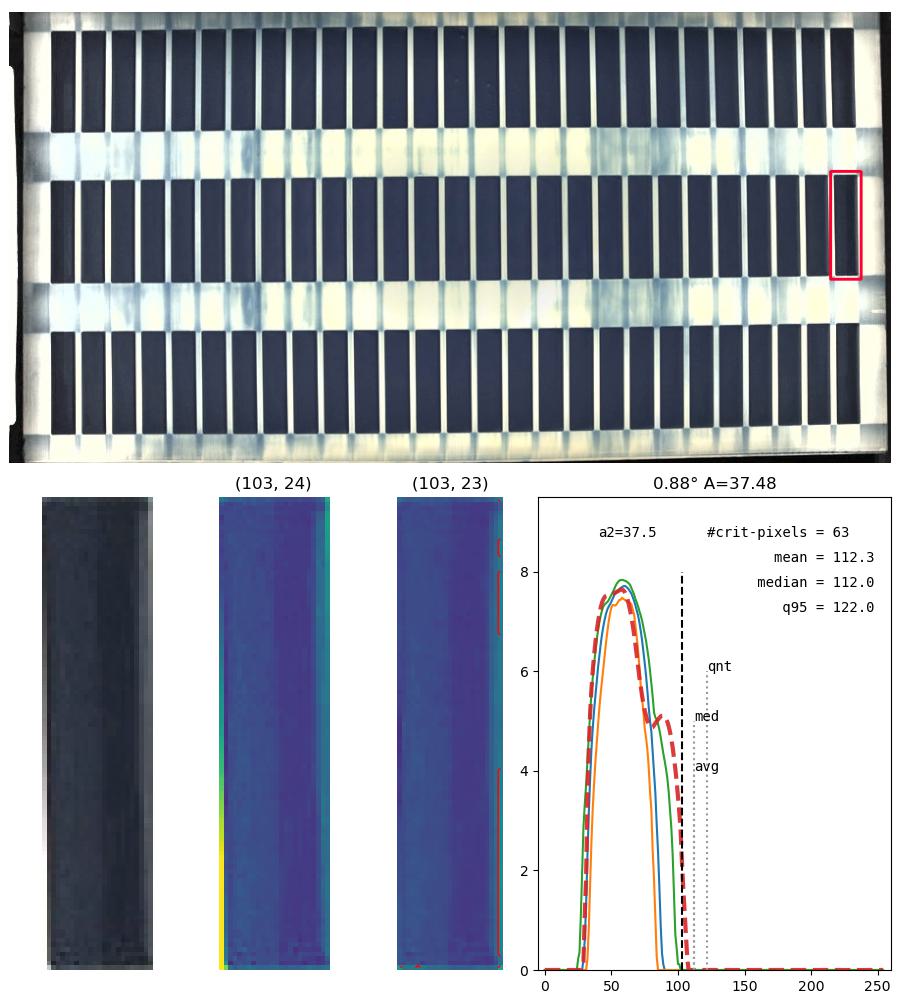 (103, 24)
(103, 23)
0.88° A=37.48
a2=37.5
#crit-pixels = 63
mean = 112.3
median = 112.0
q95 = 122.0
qnt
med
avg
8
6
4
2
0
0 50 100 150 200 250